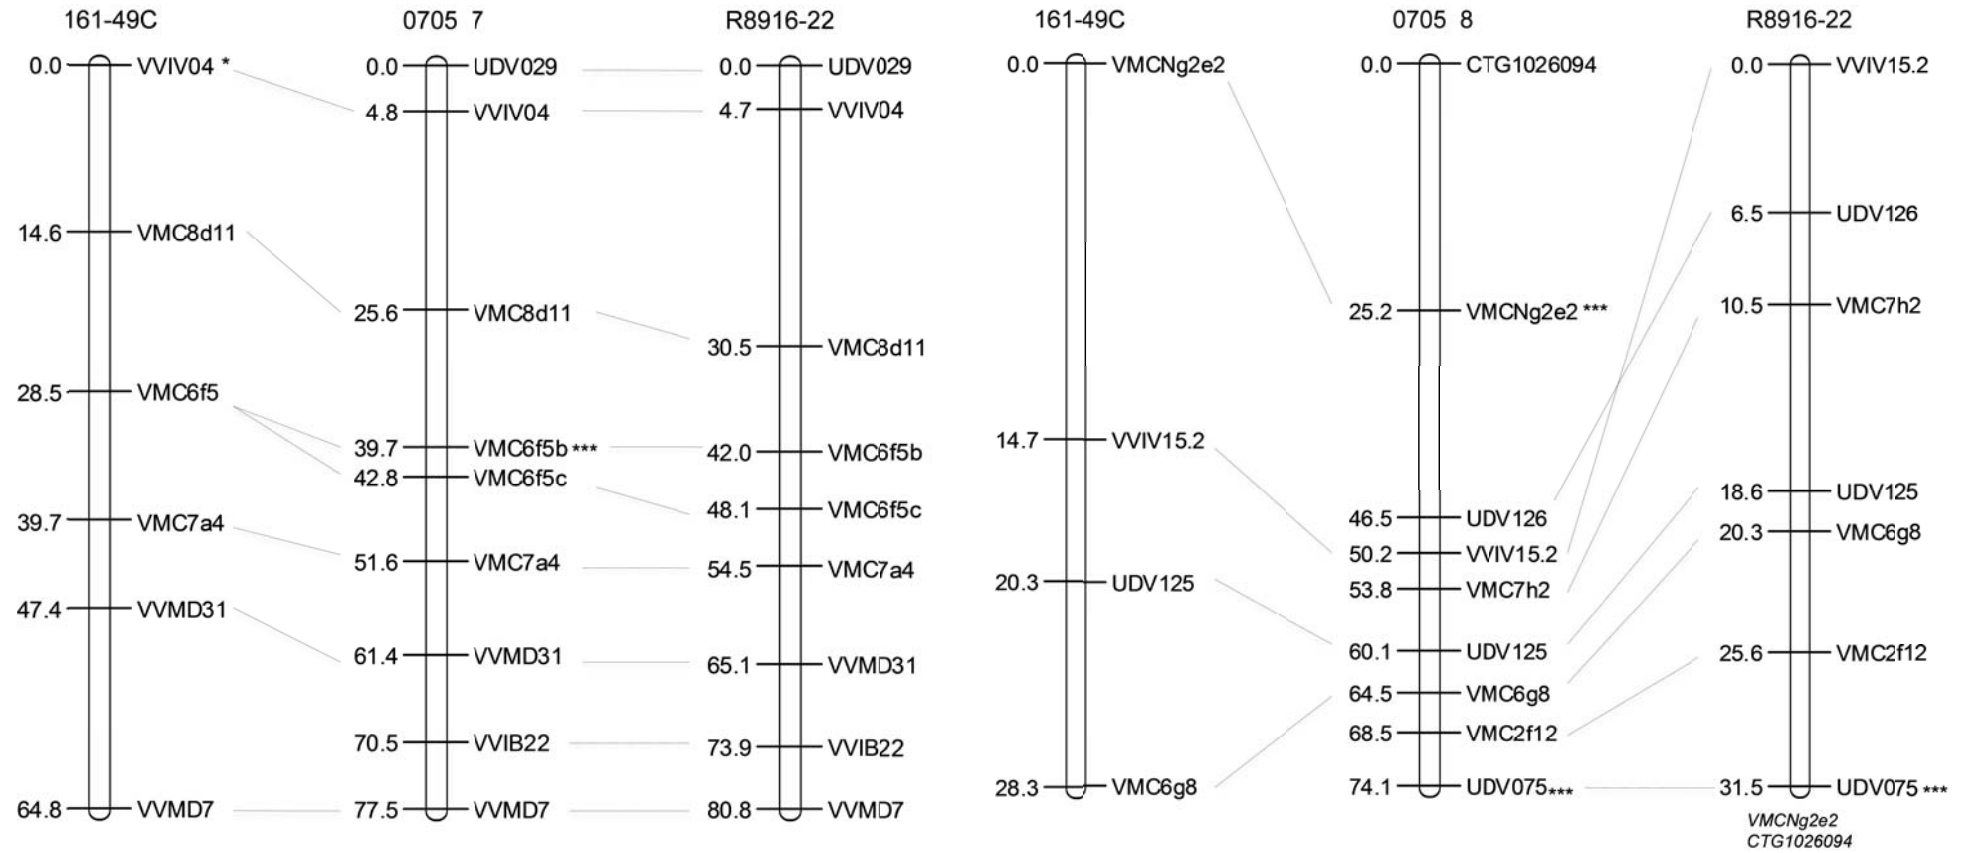 161-49C
0.0 VVIV04 *
14.6 VMC8d11
28.5 VMC6f5
39.7 VMC7a4
47.4 VVMD31
64.8 VVMD7
0705 7
0.0 UDV029
4.8 VVIV04
25.6 VMC8d11
39.7 VMC6f5b ***
42.8 VMC6f5c
51.6 VMC7a4
61.4 VVMD31
70.5 VVIB22
77.5 VVMD7
R8916-22
0.0 UDV029
4.7 VVIV04
30.5 VMC8d11
42.0 VMC6f5b
48.1 VMC6f5c
54.5 VMC7a4
65.1 VVMD31
73.9 VVIB22
80.8 VVMD7
161-49C
0.0 VMCNg2e2
14.7 VVIV15.2
20.3 UDV125
28.3 VMC6g8
0705 8
0.0 CTG1026094
25.2 VMCNg2e2 ***
46.5 UDV126
50.2 VVIV15.2
53.8 VMC7h2
60.1 UDV125
64.5 VMC6g8
68.5 VMC2f12
74.1 UDV075 ***
R8916-22
0.0 VVIV15.2
6.5 UDV126
10.5 VMC7h2
18.6 UDV125
20.3 VMC6g8
25.6 VMC2f12
31.5 UDV075 ***
VMCNg2e2
CTG1026094